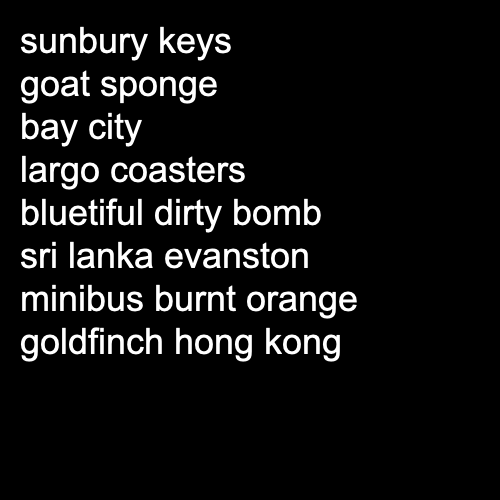 sunbury keys
goat sponge
bay city
largo coasters
bluetiful dirty bomb
sri lanka evanston
minibus burnt orange
goldfinch hong kong